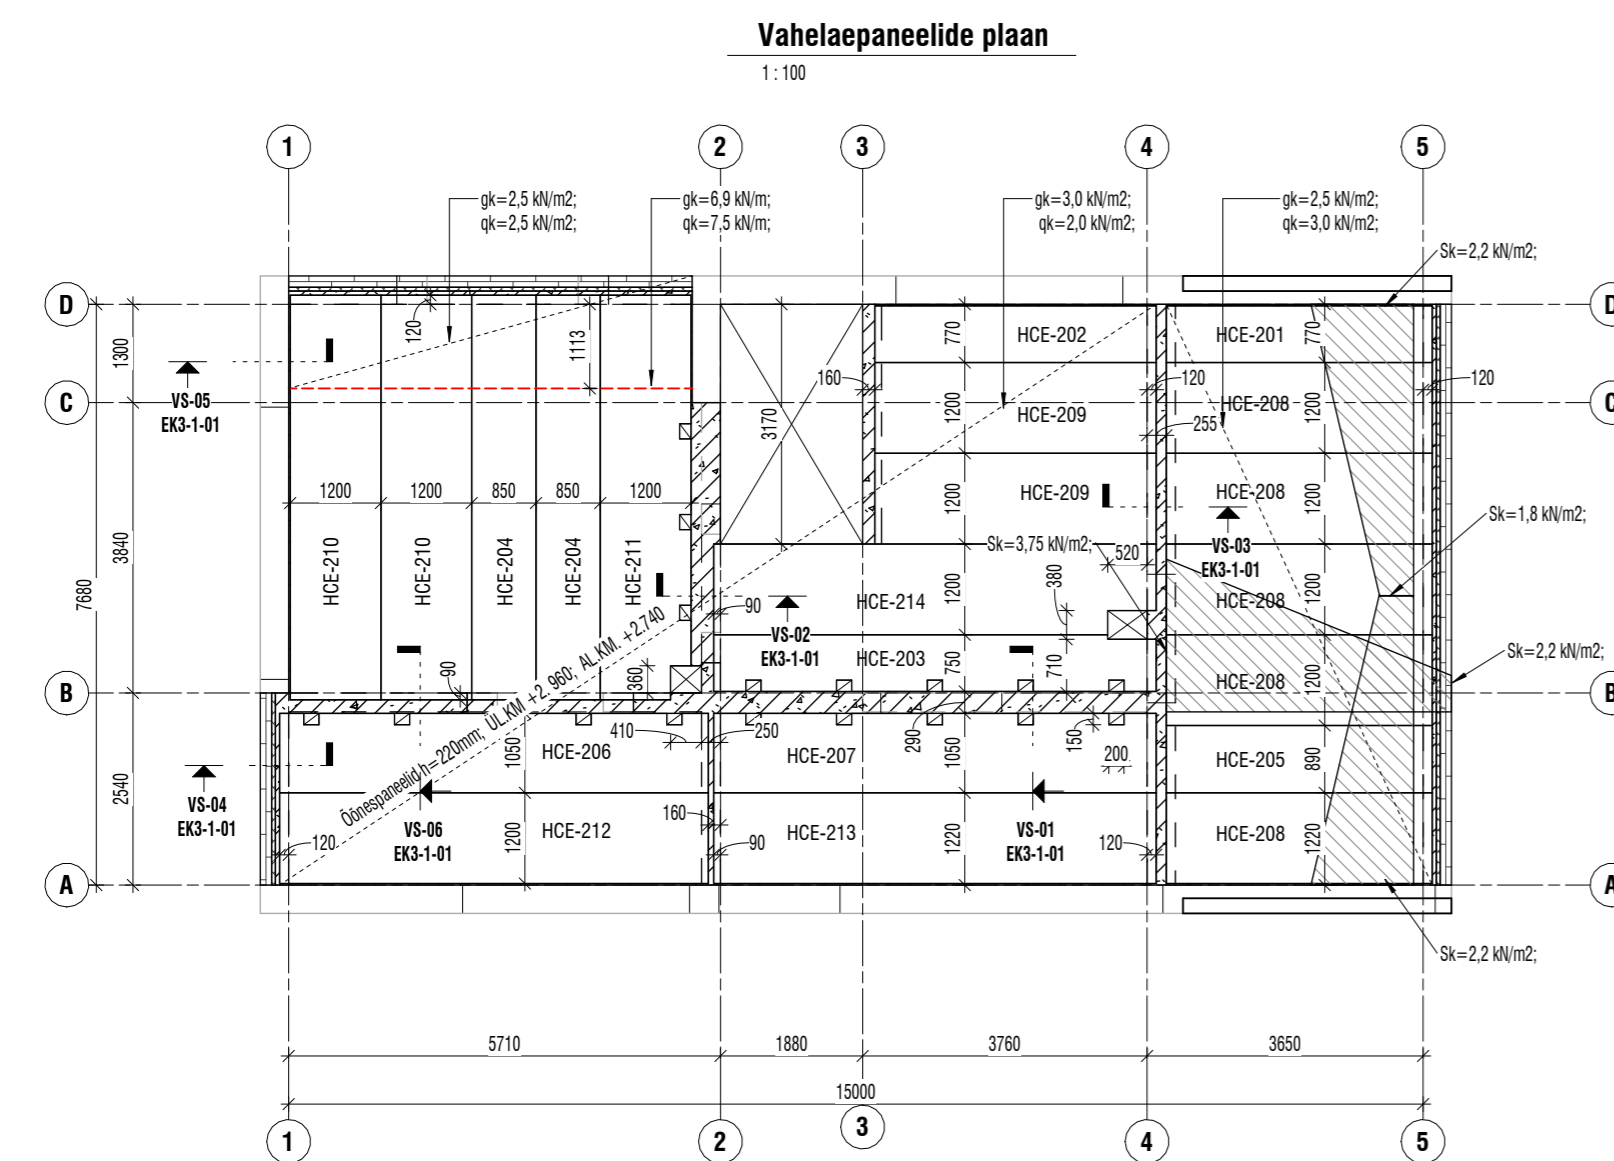 Vahelaepaneelide plaan
1 : 100
1
2
3
4
5
gk=2,5 kN/m2;
qk=2,5 kN/m2;
gk=6,9 kN/m;
qk=7,5 kN/m;
gk=3,0 kN/m2;
qk=2,0 kN/m2;
gk=2,5 kN/m2;
qk=3,0 kN/m2;
Sk=2,2 kN/m2;
D
D
1300
120
1113
770
HCE-202
HCE-201
770
VS-05
EK3-1-01
160
120
120
C
C
3170
1200
HCE-209
HCE-208
1200
255
1200
1200
850
850
1200
1200
HCE-209
HCE-208
1200
Sk=1,8 kN/m2;
7680
3840
HCE-210
HCE-210
HCE-204
HCE-204
HCE-211
Sk=3,75 kN/m2;
520
VS-03
EK3-1-01
380
1200
HCE-214
90
HCE-208
1200
VS-02
EK3-1-01
HCE-203
750
710
Sk=2,2 kN/m2;
90
360
HCE-208
1200
B
B
Õõnespaneelid h=220mm; ÜL.KM +2. 960; AL.KM. +2.740
410
250
290
150
200
HCE-206
1050
HCE-207
1050
HCE-205
890
2540
VS-04
EK3-1-01
120
VS-06
EK3-1-01
1200
HCE-212
160
90
HCE-213
1220
VS-01
EK3-1-01
120
HCE-208
1220
A
A
Sk=2,2 kN/m2;
5710
1880
3760
3650
15000
1
2
3
4
5